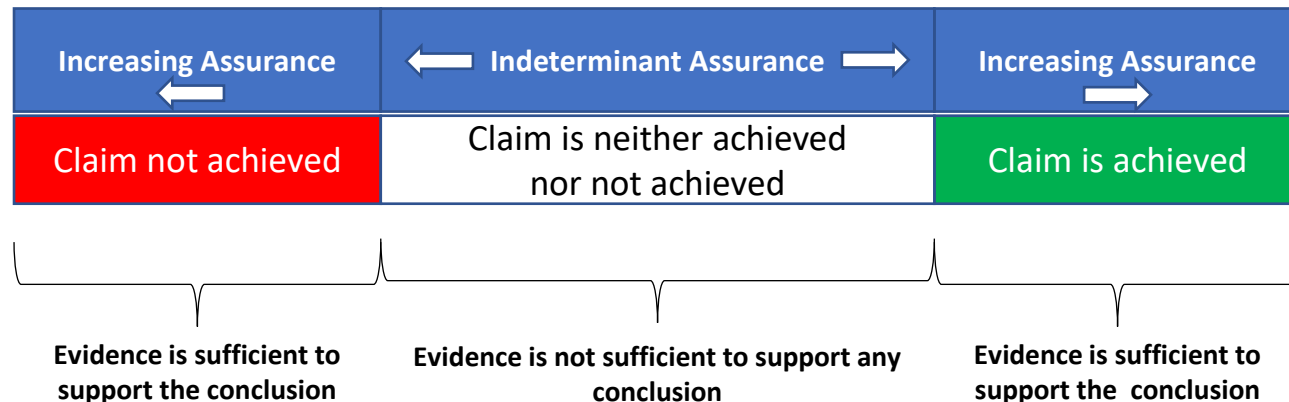 Increasing Assurance
Indeterminant Assurance
Increasing Assurance
Claim not achieved
Claim is neither achieved
nor not achieved
Claim is achieved
Evidence is sufficient to
support the conclusion
Evidence is not sufficient to support any
conclusion
Evidence is sufficient to
support the  conclusion